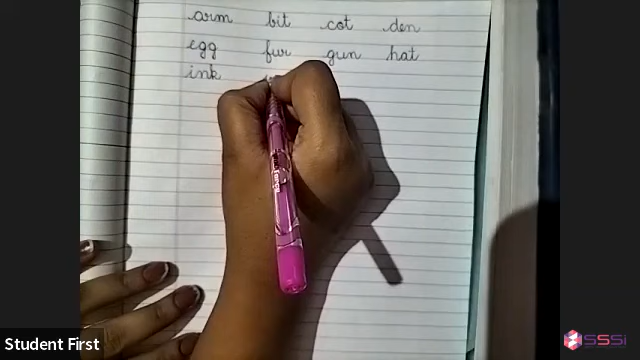 arm bit cot den
egg fur gun hat
ink
Student First
SSSi